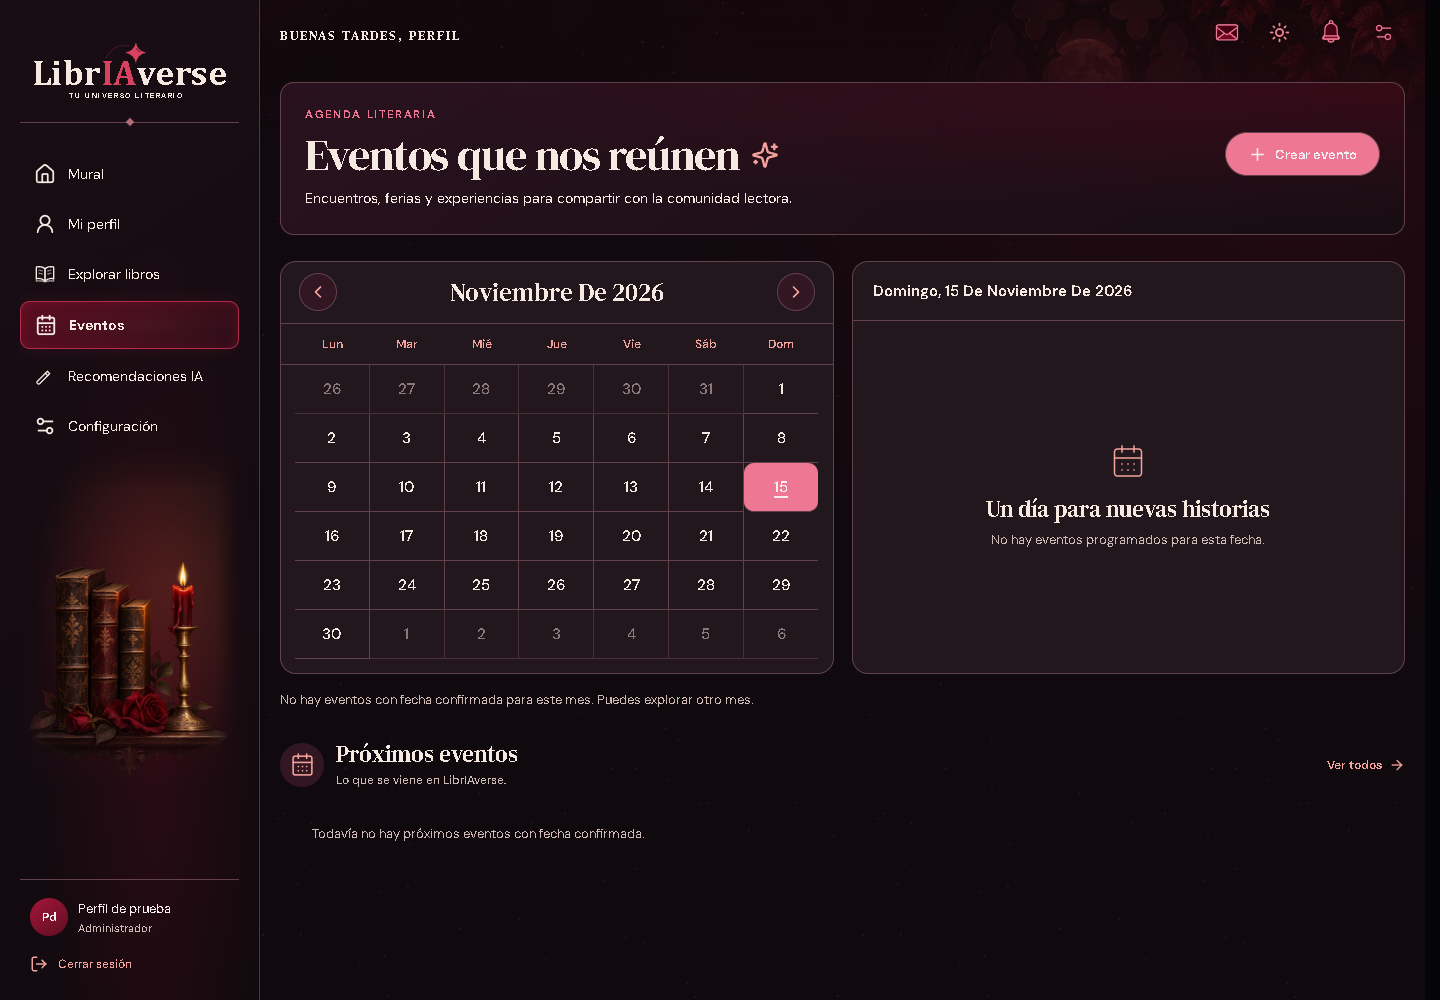 LibrIAverse
TU UNIVERSO LITERARIO
Mural
Mi perfil
Explorar libros
Eventos
Recomendaciones IA
Configuración
Pd
Perfil de prueba
Administrador
Cerrar sesión
BUENAS TARDES, PERFIL
AGENDA LITERARIA
Eventos que nos reúnen
Encuentros, ferias y experiencias para compartir con la comunidad lectora.
Crear evento
Noviembre De 2026
Lun Mar Mié Jue Vie Sáb Dom
26 27 28 29 30 31 1
2 3 4 5 6 7 8
9 10 11 12 13 14 15
16 17 18 19 20 21 22
23 24 25 26 27 28 29
30 1 2 3 4 5 6
Domingo, 15 De Noviembre De 2026
Un día para nuevas historias
No hay eventos programados para esta fecha.
No hay eventos con fecha confirmada para este mes. Puedes explorar otro mes.
Próximos eventos
Lo que se viene en LibrIAverse.
Ver todos
Todavía no hay próximos eventos con fecha confirmada.